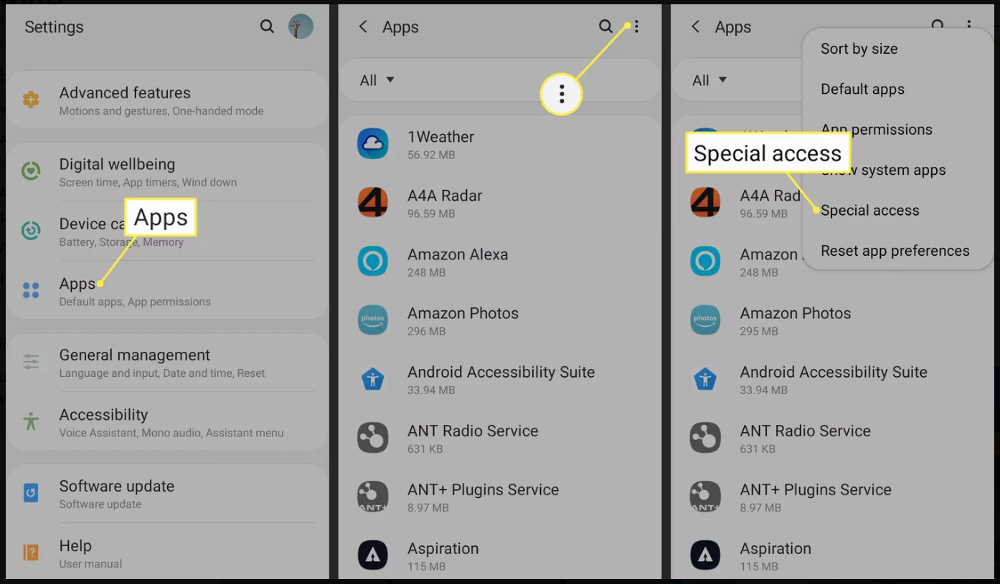 Settings
Advanced features
Motions and gestures, One-handed mode
Digital wellbeing
Screen time, App timers, Wind down
Apps
Device ca
Battery, Storage, Memory
Apps
Default apps, App permissions
General management
Language and input, Date and time, Reset
Accessibility
Voice Assistant, Mono audio, Assistant menu
Software update
Software update
Help
User manual
Apps
All
1Weather
56.92 MB
4
A4A Radar
96.59 MB
Amazon Alexa
248 MB
photos
Amazon Photos
296 MB
Android Accessibility Suite
33.94 MB
ANT Radio Service
631 KB
ANT+
ANT+ Plugins Service
8.97 MB
Aspiration
115 MB
Apps
All
Sort by size
Default apps
App permissions
Special access
system apps
Special access
Reset app preferences
4
A4A Rad
96.59 MB
Amazon
248 MB
photos
Amazon Photos
295 MB
Android Accessibility Suite
33.94 MB
ANT Radio Service
631 KB
ANT+
ANT+ Plugins Service
8.97 MB
Aspiration
115 MB